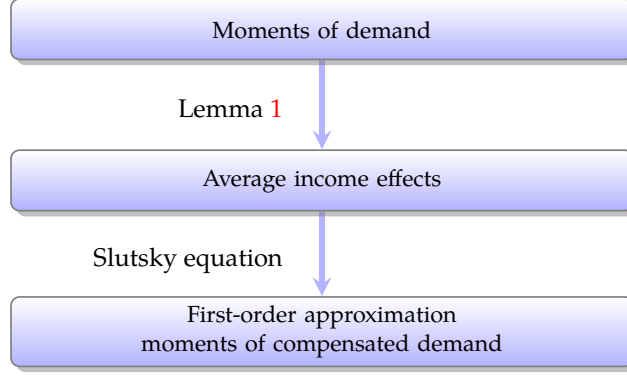 Moments of demand
Lemma 1
Average income effects
Slutsky equation
First-order approximation
moments of compensated demand